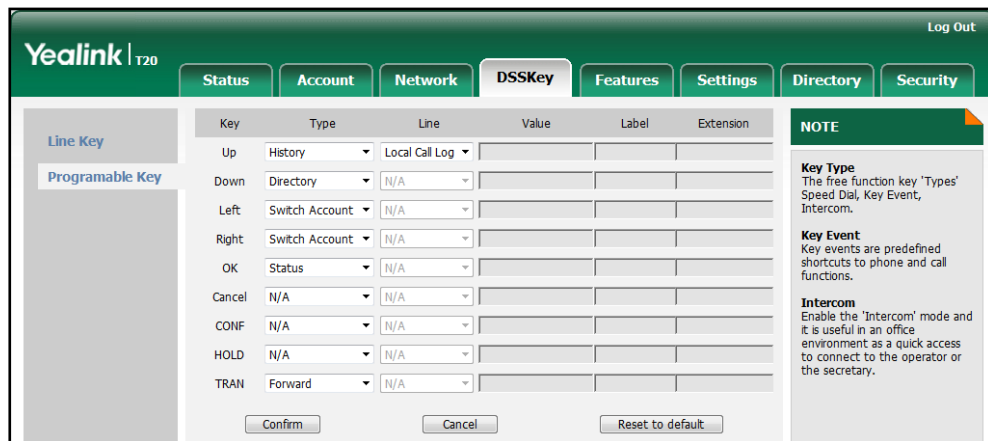 Log Out
Yealink T20
Status Account Network DSSKey Features Settings Directory Security
Line Key
Programable Key
Key Type Line Value Label Extension
Up History Local Call Log
Down Directory N/A
Left Switch Account N/A
Right Switch Account N/A
OK Status N/A
Cancel N/A N/A
CONF N/A N/A
HOLD N/A N/A
TRAN Forward N/A
Confirm Cancel Reset to default
NOTE
Key Type
The free function key 'Types'
Speed Dial, Key Event,
Intercom.
Key Event
Key events are predefined
shortcuts to phone and call
functions.
Intercom
Enable the 'Intercom' mode and
it is useful in an office
environment as a quick access
to connect to the operator or
the secretary.